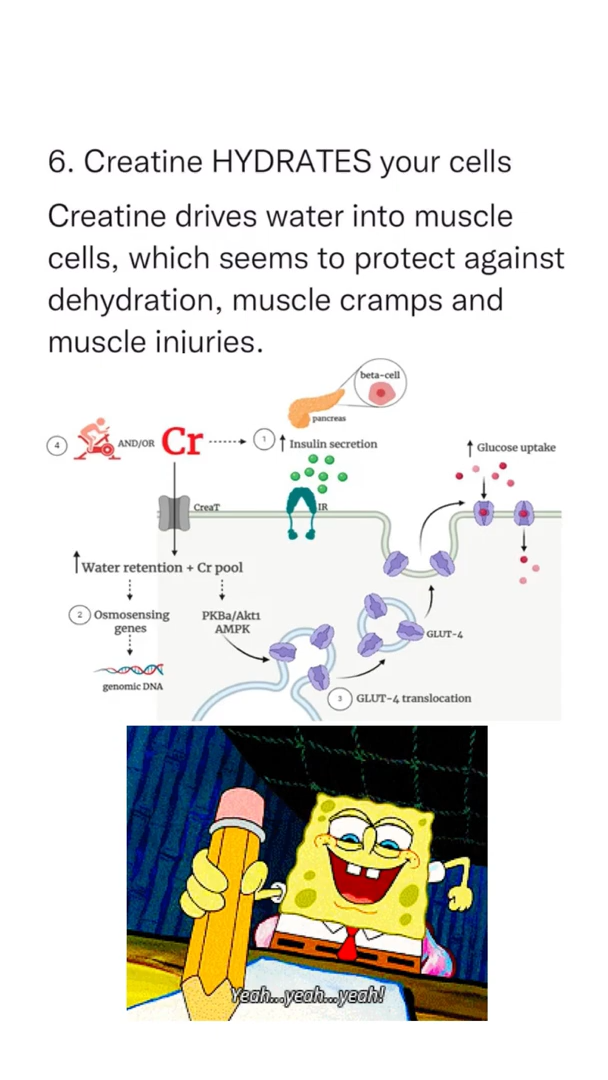 6. Creatine HYDRATES your cells
Creatine drives water into muscle
cells, which seems to protect against
dehydration, muscle cramps and
muscle injuries.
beta-cell
pancreas
4
AND/OR
Cr
1
↑ Insulin secretion
↑ Glucose uptake
CreaT
IR
↑ Water retention + Cr pool
2
Osmosensing
genes
PKBa/Akt1
AMPK
GLUT-4
genomic DNA
3
GLUT-4 translocation
Yeah...yeah...yeah!